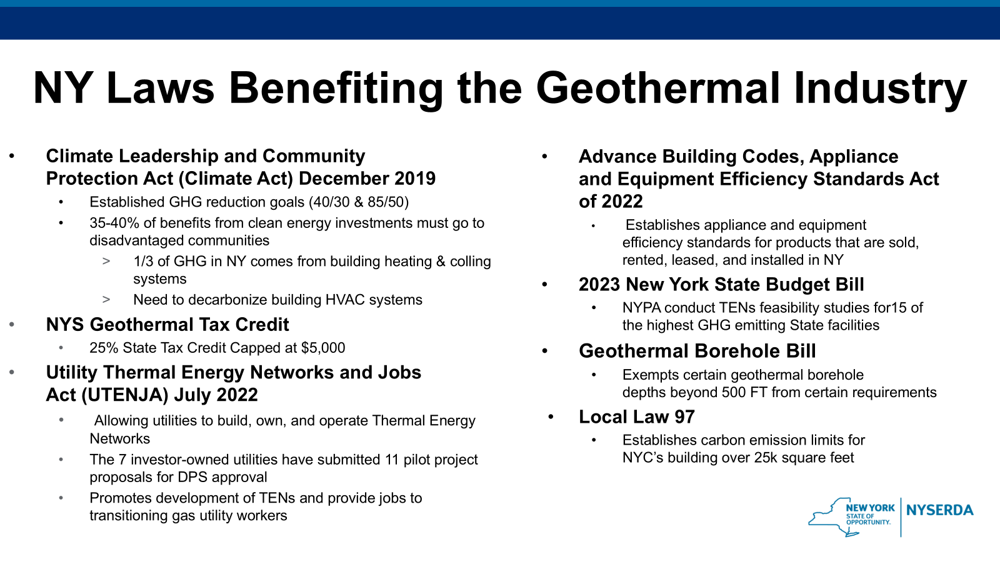 NY Laws Benefiting the Geothermal Industry
• Climate Leadership and Community
Protection Act (Climate Act) December 2019
• Established GHG reduction goals (40/30 & 85/50)
• 35-40% of benefits from clean energy investments must go to
disadvantaged communities
> 1/3 of GHG in NY comes from building heating & colling
systems
> Need to decarbonize building HVAC systems
• NYS Geothermal Tax Credit
• 25% State Tax Credit Capped at $5,000
• Utility Thermal Energy Networks and Jobs
Act (UTENJA) July 2022
• Allowing utilities to build, own, and operate Thermal Energy
Networks
• The 7 investor-owned utilities have submitted 11 pilot project
proposals for DPS approval
• Promotes development of TENs and provide jobs to
transitioning gas utility workers
• Advance Building Codes, Appliance
and Equipment Efficiency Standards Act
of 2022
• Establishes appliance and equipment
efficiency standards for products that are sold,
rented, leased, and installed in NY
• 2023 New York State Budget Bill
• NYPA conduct TENs feasibility studies for15 of
the highest GHG emitting State facilities
• Geothermal Borehole Bill
• Exempts certain geothermal borehole
depths beyond 500 FT from certain requirements
• Local Law 97
• Establishes carbon emission limits for
NYC’s building over 25k square feet
NEW YORK
STATE OF
OPPORTUNITY.
NYSERDA